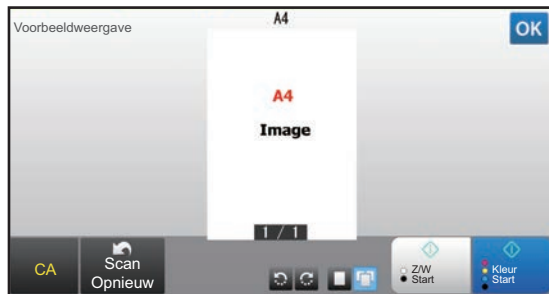 A4
Voorbeeldweergave
OK
A4
Image
1 / 1
CA
Scan
Opnieuw
Z/W
Start
Kleur
Start